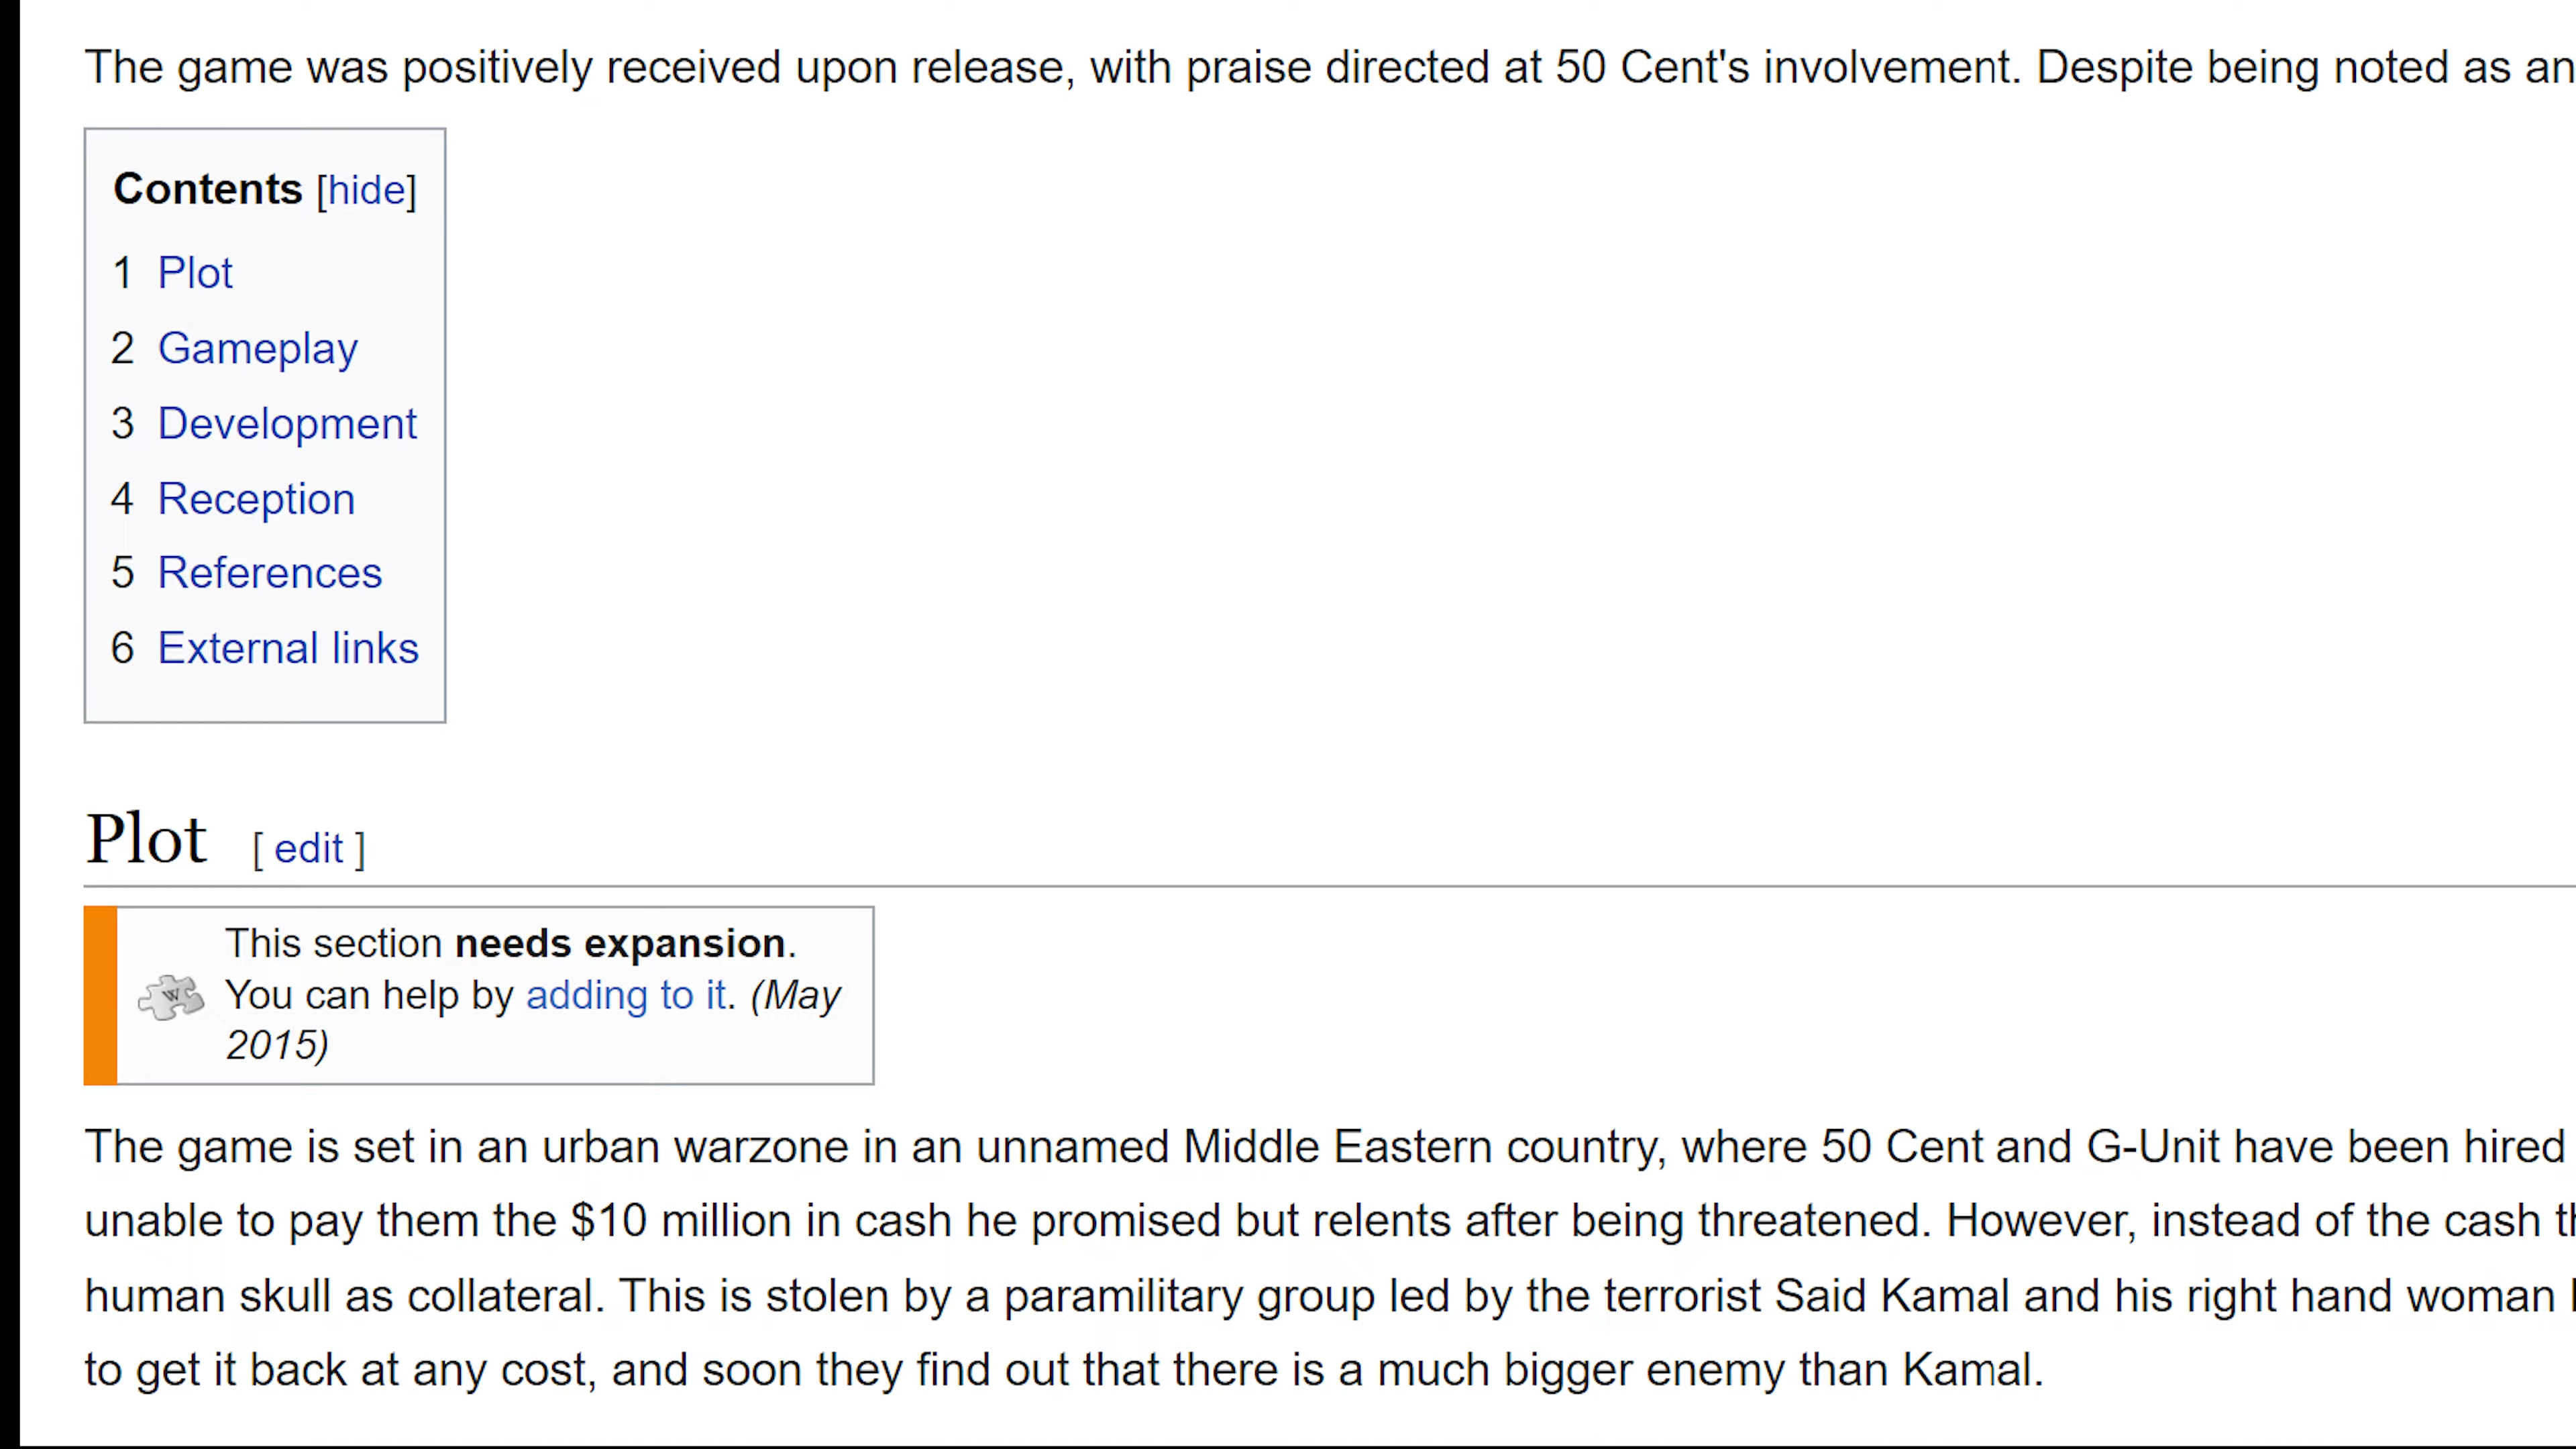 The game was positively received upon release, with praise directed at 50 Cent's involvement. Despite being noted as an
Contents [hide]
1 Plot
2 Gameplay
3 Development
4 Reception
5 References
6 External links
Plot [ edit ]
This section needs expansion.
You can help by adding to it. (May
2015)
W
The game is set in an urban warzone in an unnamed Middle Eastern country, where 50 Cent and G-Unit have been hired
unable to pay them the $10 million in cash he promised but relents after being threatened. However, instead of the cash
human skull as collateral. This is stolen by a paramilitary group led by the terrorist Said Kamal and his right hand woman
to get it back at any cost, and soon they find out that there is a much bigger enemy than Kamal.